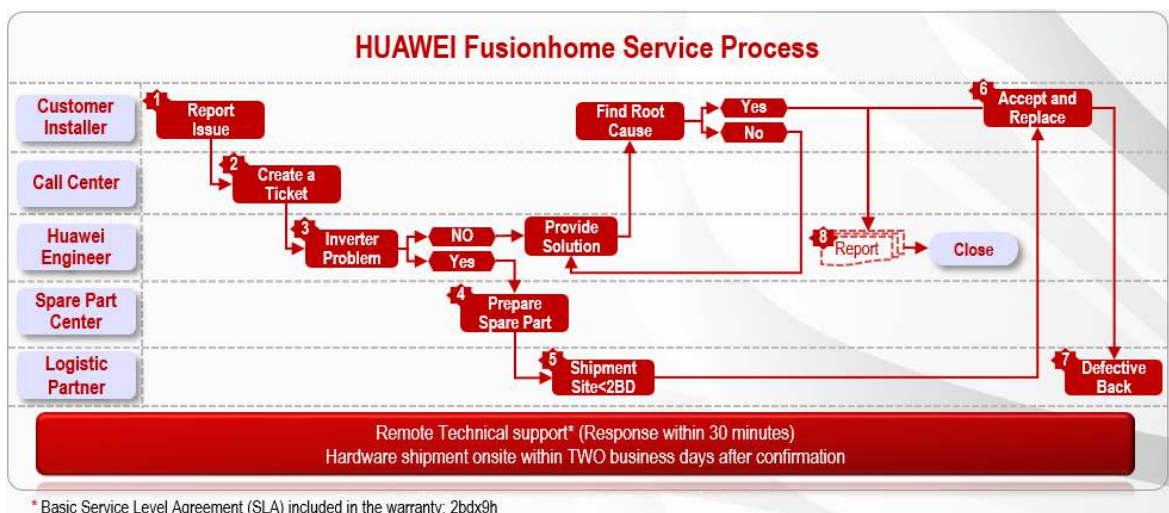 HUAWEI Fusionhome Service Process
Customer
Installer
1
Report
Issue
Find Root
Cause
Yes
No
6
Accept and
Replace
Call Center
2
Create a
Ticket
Huawei
Engineer
3
Inverter
Problem
NO
Yes
Provide
Solution
8
Report
Close
Spare Part
Center
4
Prepare
Spare Part
Logistic
Partner
5
Shipment
Site<2BD
7
Defective
Back
Remote Technical support* (Response within 30 minutes)
Hardware shipment onsite within TWO business days after confirmation
* Basic Service Level Agreement (SLA) included in the warranty: 2bdx9h